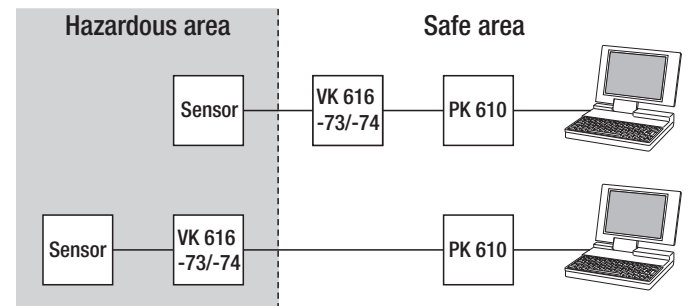 Hazardous area
Safe area
Sensor
VK 616
-73/-74
PK 610
Sensor
VK 616
-73/-74
PK 610